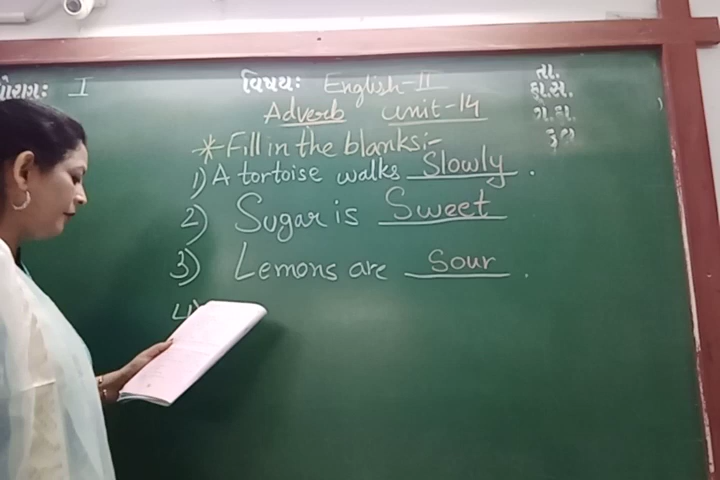 I
વિષય: English-II
તા.
હા.સ.
ગ.હા.
કુલ
Adverb unit-14
*Fill in the blanks:-
1) A tortoise walks Slowly.
2) Sugar is Sweet
3) Lemons are Sour.
4)